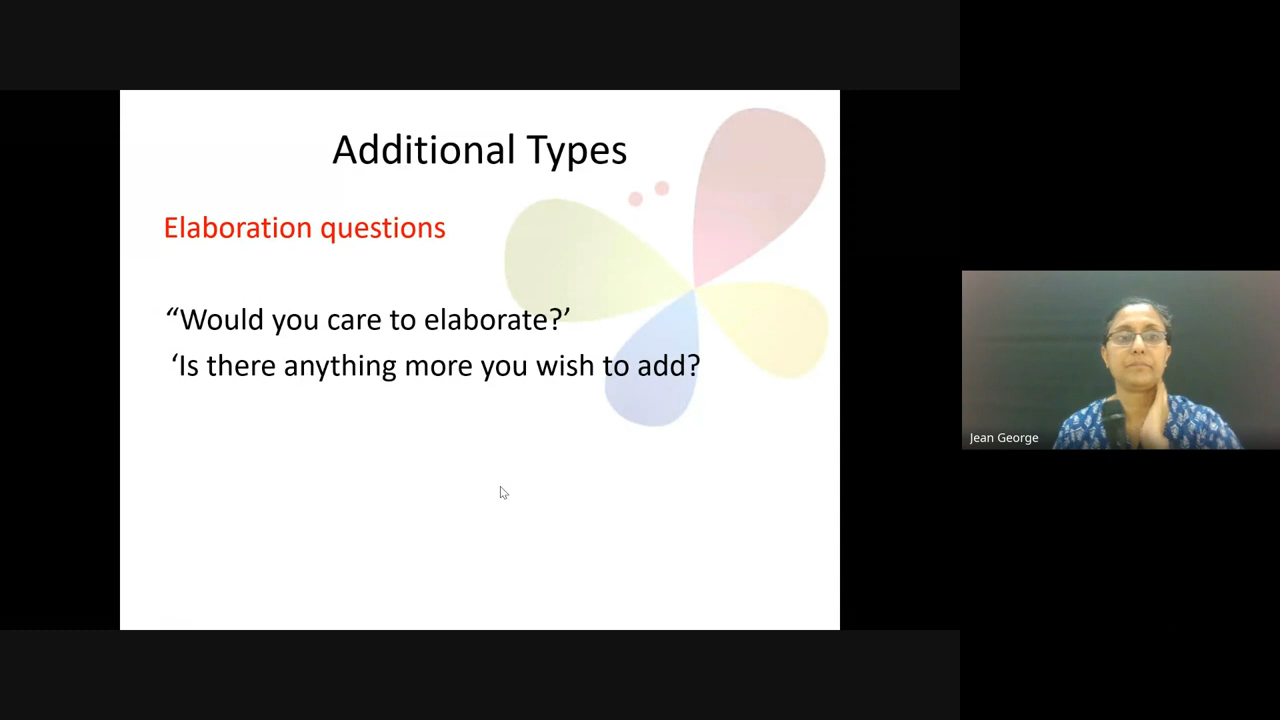 Additional Types
Elaboration questions
“Would you care to elaborate?’
‘Is there anything more you wish to add?
Jean George